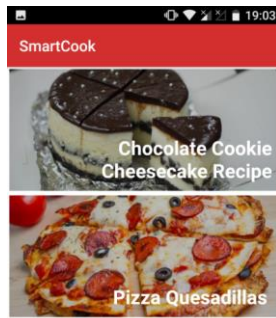 19:03
SmartCook
Chocolate Cookie
Cheesecake Recipe
Pizza Quesadillas